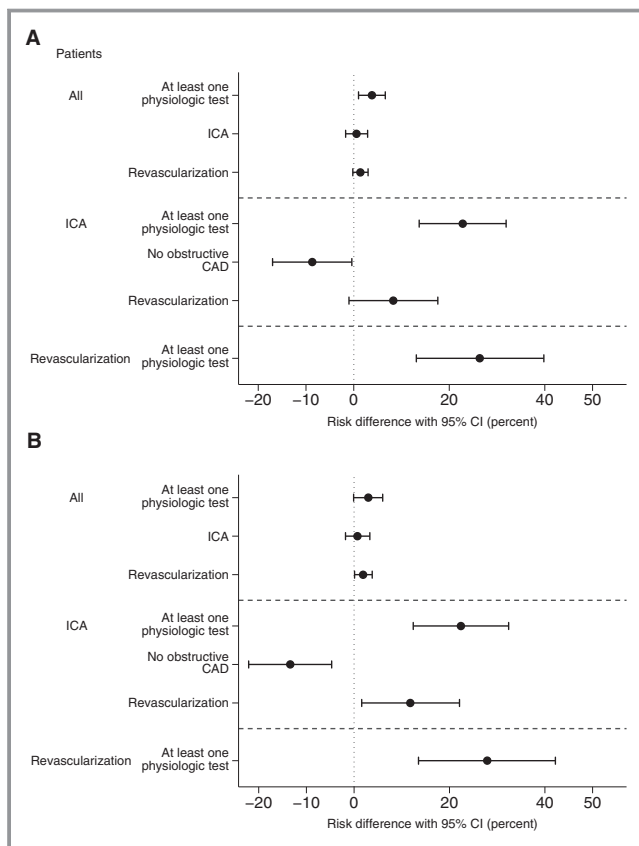 A
Patients
All
At least one
physiologic test
ICA
Revascularization
ICA
At least one
physiologic test
No obstructive
CAD
Revascularization
Revascularization
At least one
physiologic test
−20 −10 0 20 40 50
Risk difference with 95% CI (percent)
B
All
At least one
physiologic test
ICA
Revascularization
ICA
At least one
physiologic test
No obstructive
CAD
Revascularization
Revascularization
At least one
physiologic test
−20 −10 0 20 40 50
Risk difference with 95% CI (percent)